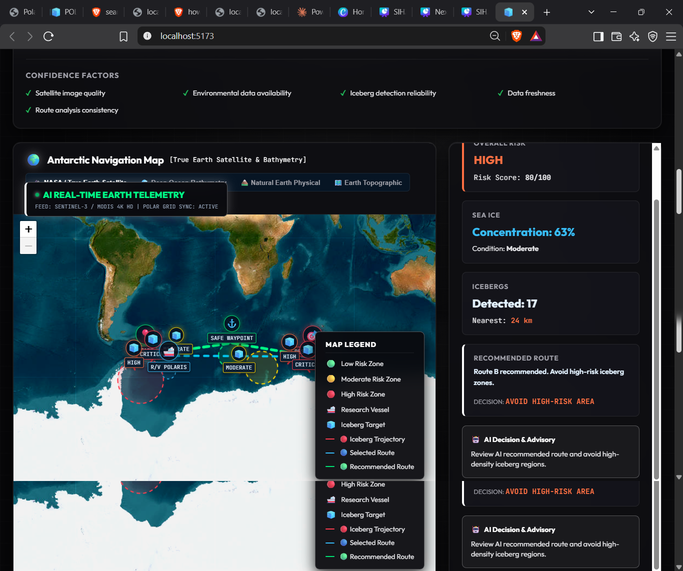 Pola
POL
sea
loca
how
loca
loca
Pov
Hor
SIH
Ne
SIH
localhost:5173
CONFIDENCE FACTORS
✓ Satellite image quality
✓ Environmental data availability
✓ Iceberg detection reliability
✓ Data freshness
✓ Route analysis consistency
Antarctic Navigation Map [True Earth Satellite & Bathymetry]
Natural Earth Physical
Earth Topographic
AI REAL-TIME EARTH TELEMETRY
FEED: SENTINEL-3 / MODIS 4K HD | POLAR GRID SYNC: ACTIVE
+
−
SAFE WAYPOINT
CRITIC
RATE
HIGH
R/V POLARIS
MODERATE
HIGH
CRITIC
MAP LEGEND
Low Risk Zone
Moderate Risk Zone
High Risk Zone
Research Vessel
Iceberg Target
Iceberg Trajectory
Selected Route
Recommended Route
High Risk Zone
Research Vessel
Iceberg Target
Iceberg Trajectory
Selected Route
Recommended Route
OVERALL RISK
HIGH
Risk Score: 80/100
SEA ICE
Concentration: 63%
Condition: Moderate
ICEBERGS
Detected: 17
Nearest: 24 km
RECOMMENDED ROUTE
Route B recommended. Avoid high-risk iceberg
zones.
DECISION: AVOID HIGH-RISK AREA
AI Decision & Advisory
Review AI recommended route and avoid high-
density iceberg regions.
DECISION: AVOID HIGH-RISK AREA
AI Decision & Advisory
Review AI recommended route and avoid high-
density iceberg regions.